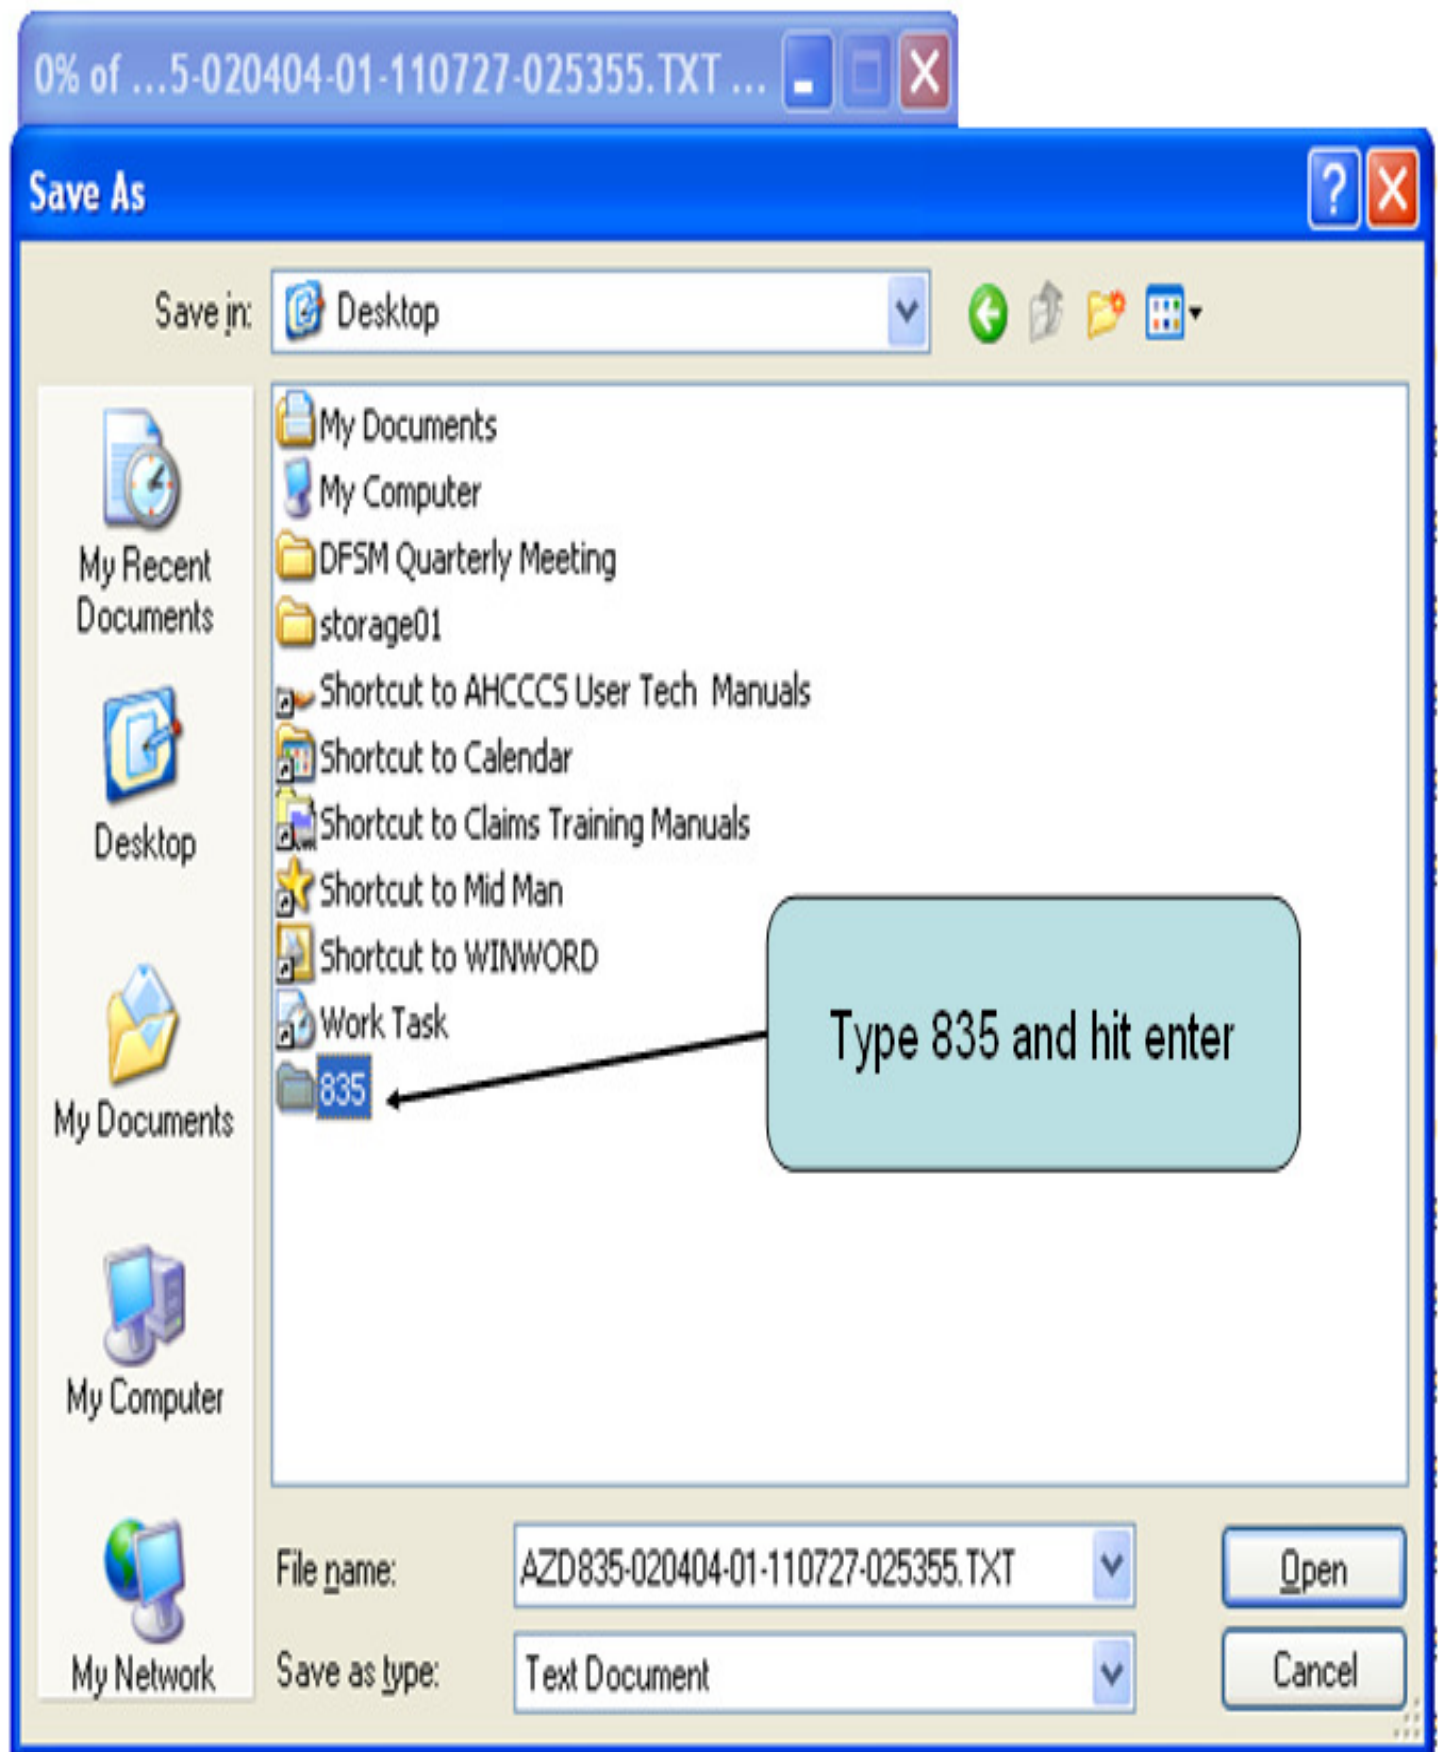 0% of ...5-020404-01-110727-025355.TXT ...
Save As
Save in:
Desktop
My Recent
Documents
Desktop
My Documents
My Computer
My Network
My Documents
My Computer
DFSM Quarterly Meeting
storage01
Shortcut to AHCCCS User Tech  Manuals
Shortcut to Calendar
Shortcut to Claims Training Manuals
Shortcut to Mid Man
Shortcut to WINWORD
Work Task
835
Type 835 and hit enter
File name:
AZD835-020404-01-110727-025355.TXT
Open
Save as type:
Text Document
Cancel